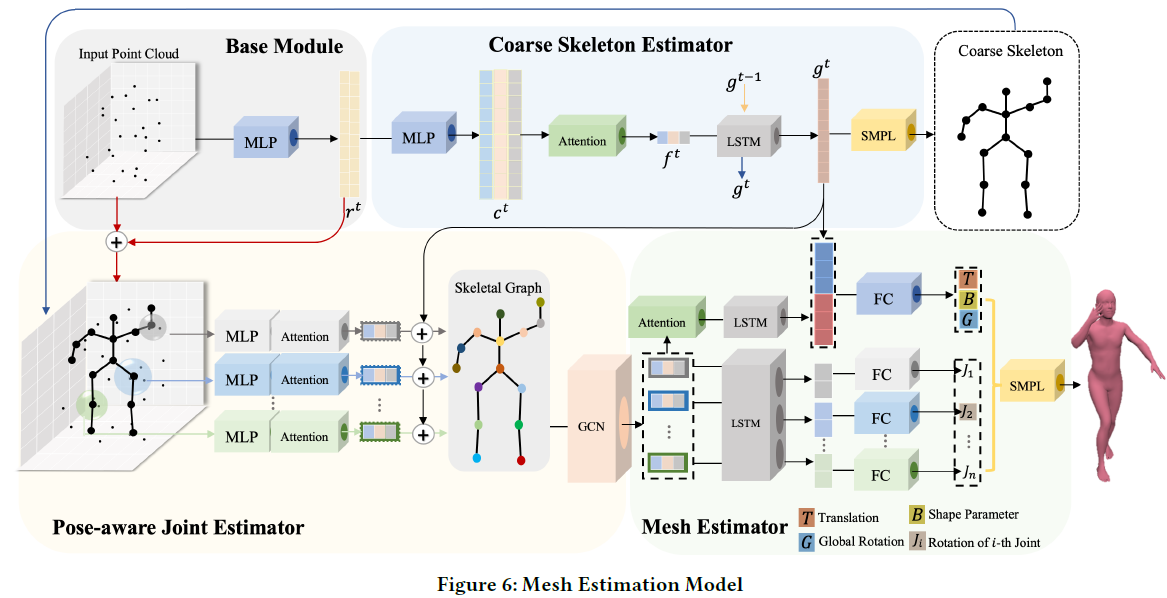 Base Module
Input Point Cloud
MLP
r^t
Coarse Skeleton Estimator
MLP
c^t
Attention
f^t
g^{t-1}
LSTM
g^t
g^t
SMPL
Coarse Skeleton
+
Pose-aware Joint Estimator
MLP
Attention
+
MLP
Attention
+
MLP
Attention
+
Skeletal Graph
GCN
Mesh Estimator
Attention
LSTM
FC
T
B
G
LSTM
FC
J_1
FC
J_2
FC
J_n
SMPL
T Translation
B Shape Parameter
G Global Rotation
J_i Rotation of i-th Joint
Figure 6: Mesh Estimation Model